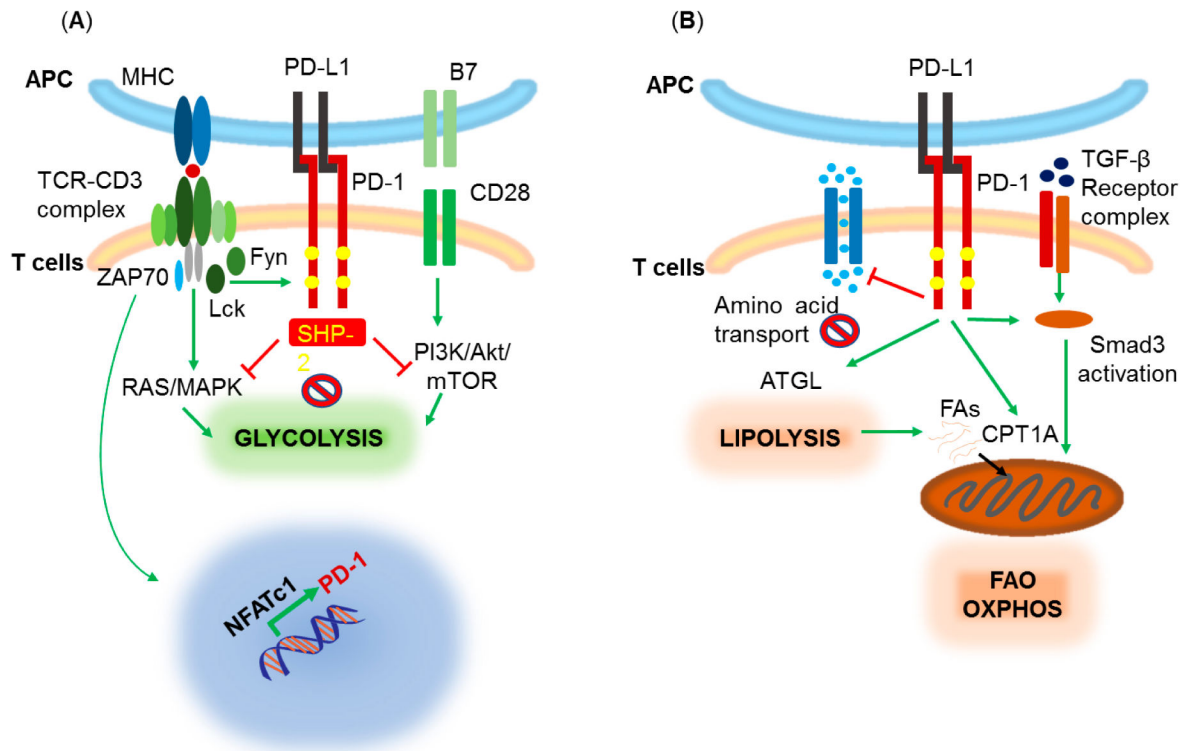 (A)
APC
MHC
PD-L1
B7
TCR-CD3
complex
PD-1
CD28
T cells
ZAP70
Fyn
Lck
SHP-
2
RAS/MAPK
PI3K/Akt/
mTOR
GLYCOLYSIS
NFATc1
PD-1
(B)
APC
PD-L1
TGF-β
Receptor
complex
PD-1
T cells
Amino acid
transport
Smad3
activation
ATGL
LIPOLYSIS
FAs
CPT1A
FAO
OXPHOS